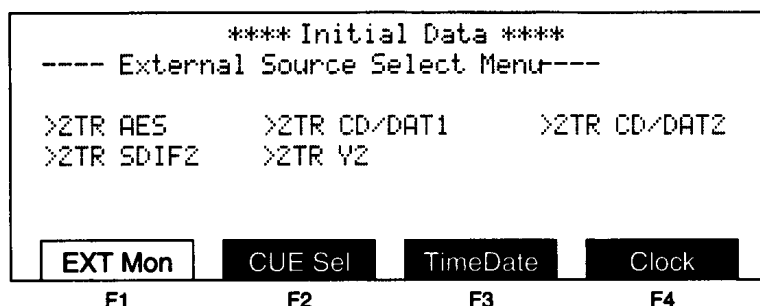 **** Initial Data ****
---- External Source Select Menu----
>2TR AES >2TR CD/DAT1 >2TR CD/DAT2
>2TR SDIF2 >2TR Y2
EXT Mon CUE Sel TimeDate Clock
F1 F2 F3 F4